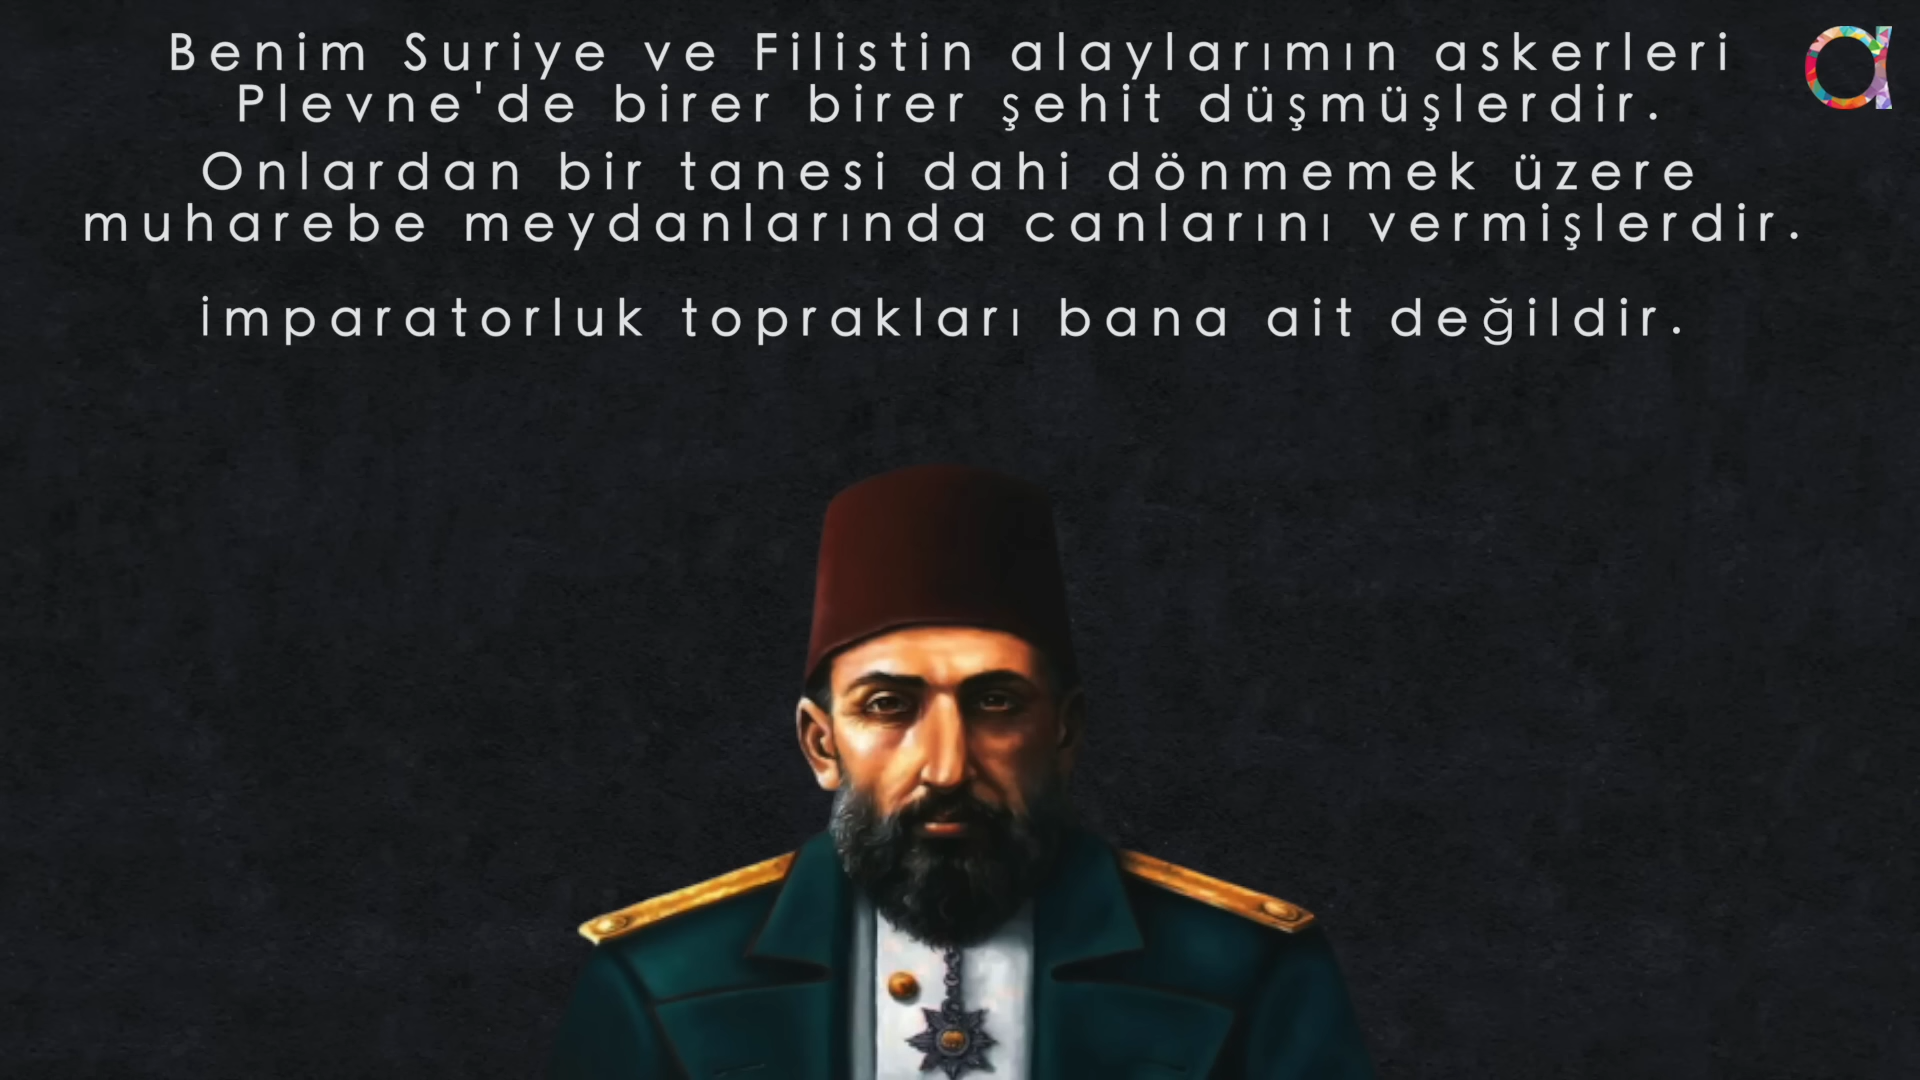 Benim Suriye ve Filistin alaylarımın askerleri
Plevne'de birer birer şehit düşmüşlerdir.
Onlardan bir tanesi dahi dönmemek üzere
muharebe meydanlarında canlarını vermişlerdir.
imparatorluk toprakları bana ait değildir.